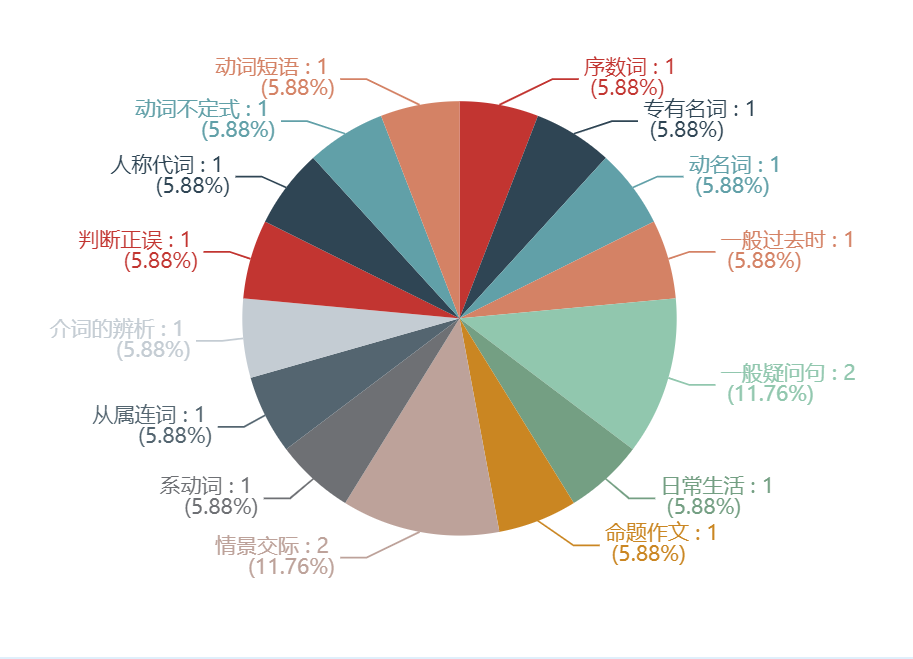 序数词 : 1
(5.88%)
专有名词 : 1
(5.88%)
动名词 : 1
(5.88%)
一般过去时 : 1
(5.88%)
一般疑问句 : 2
(11.76%)
日常生活 : 1
(5.88%)
命题作文 : 1
(5.88%)
情景交际 : 2
(11.76%)
系动词 : 1
(5.88%)
从属连词 : 1
(5.88%)
介词的辨析 : 1
(5.88%)
判断正误 : 1
(5.88%)
人称代词 : 1
(5.88%)
动词不定式 : 1
(5.88%)
动词短语 : 1
(5.88%)